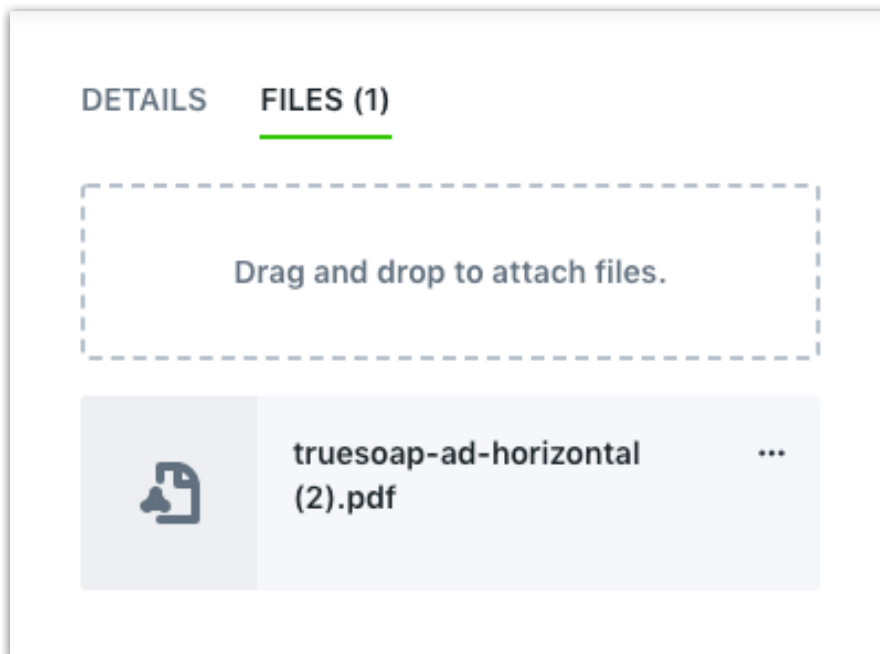 DETAILS FILES (1)
Drag and drop to attach files.
truesoap-ad-horizontal
(2).pdf